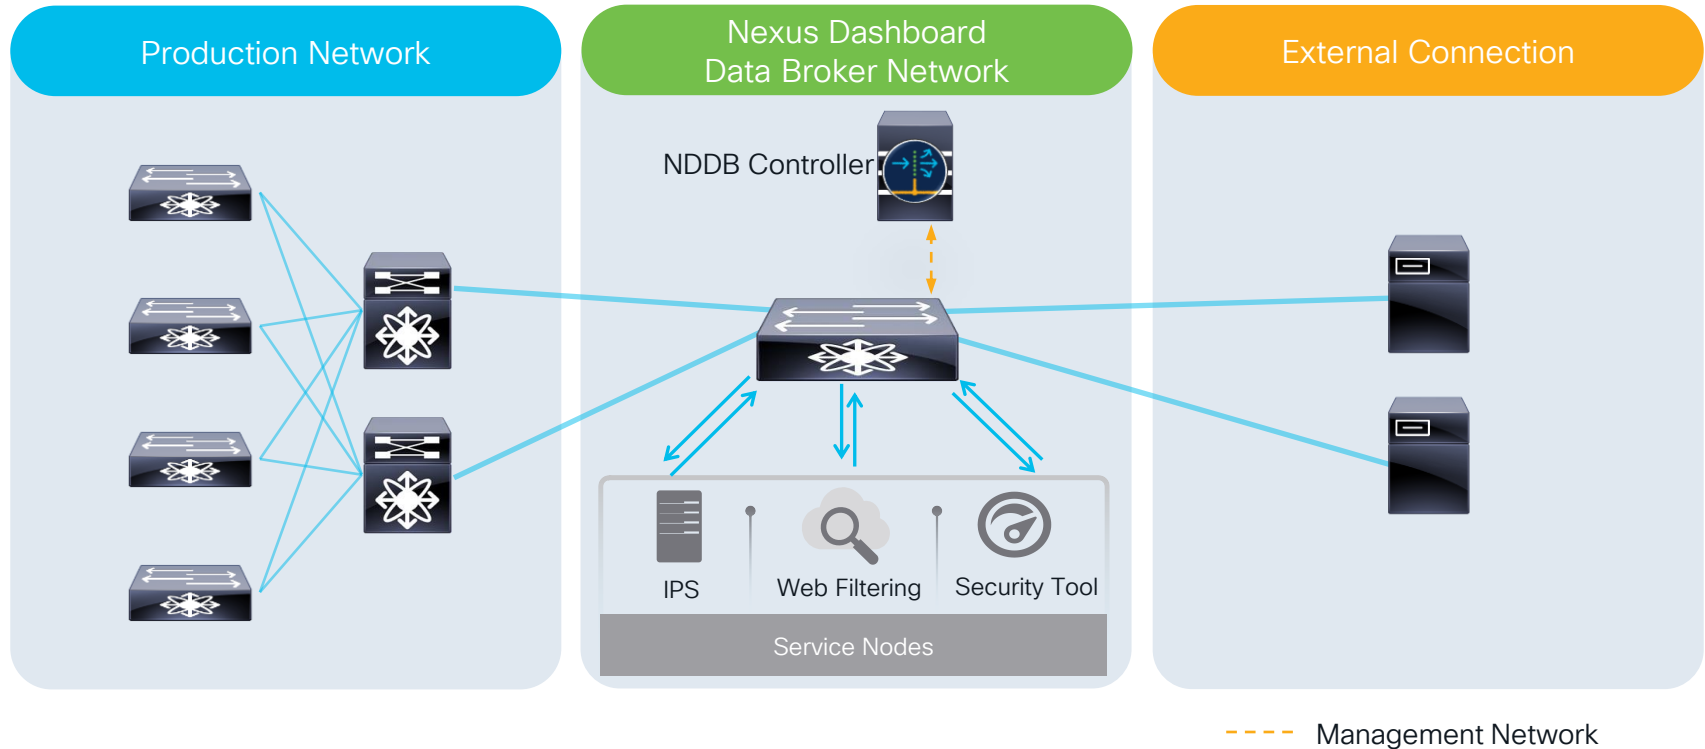 Production Network
Nexus Dashboard
Data Broker Network
External Connection
NDDB Controller
IPS
Web Filtering
Security Tool
Service Nodes
Management Network